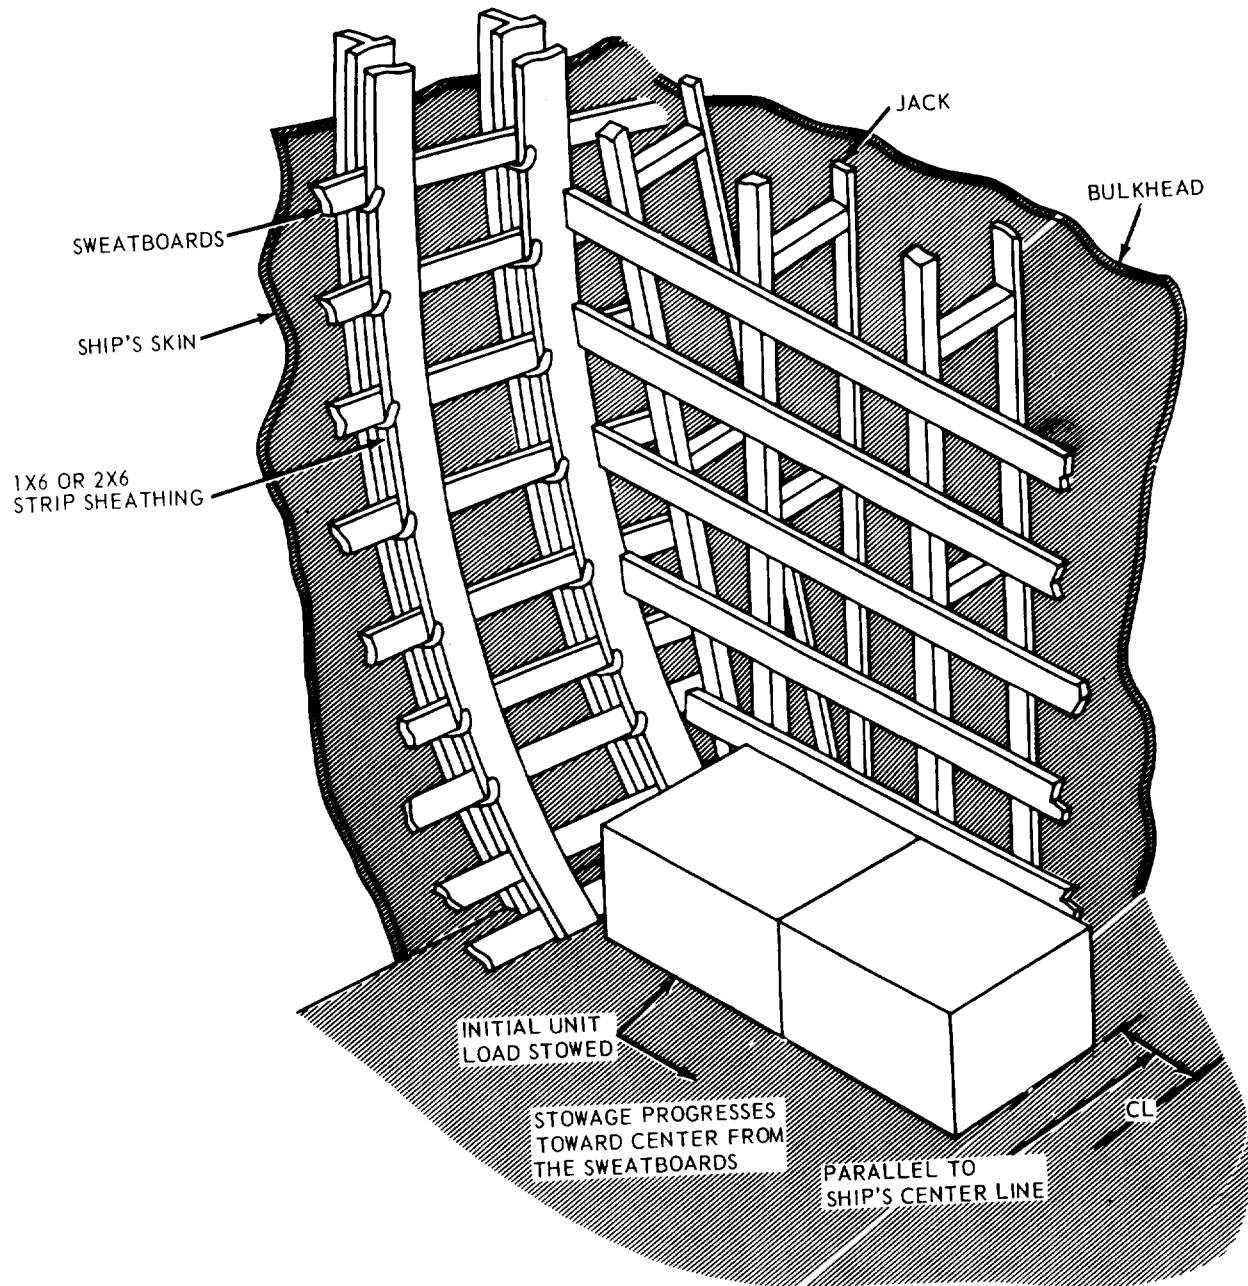 JACK
BULKHEAD
SWEATBOARDS
SHIP'S SKIN
1X6 OR 2X6
STRIP SHEATHING
INITIAL UNIT
LOAD STOWED
STOWAGE PROGRESSES
TOWARD CENTER FROM
THE SWEATBOARDS
CL
PARALLEL TO
SHIP'S CENTER LINE